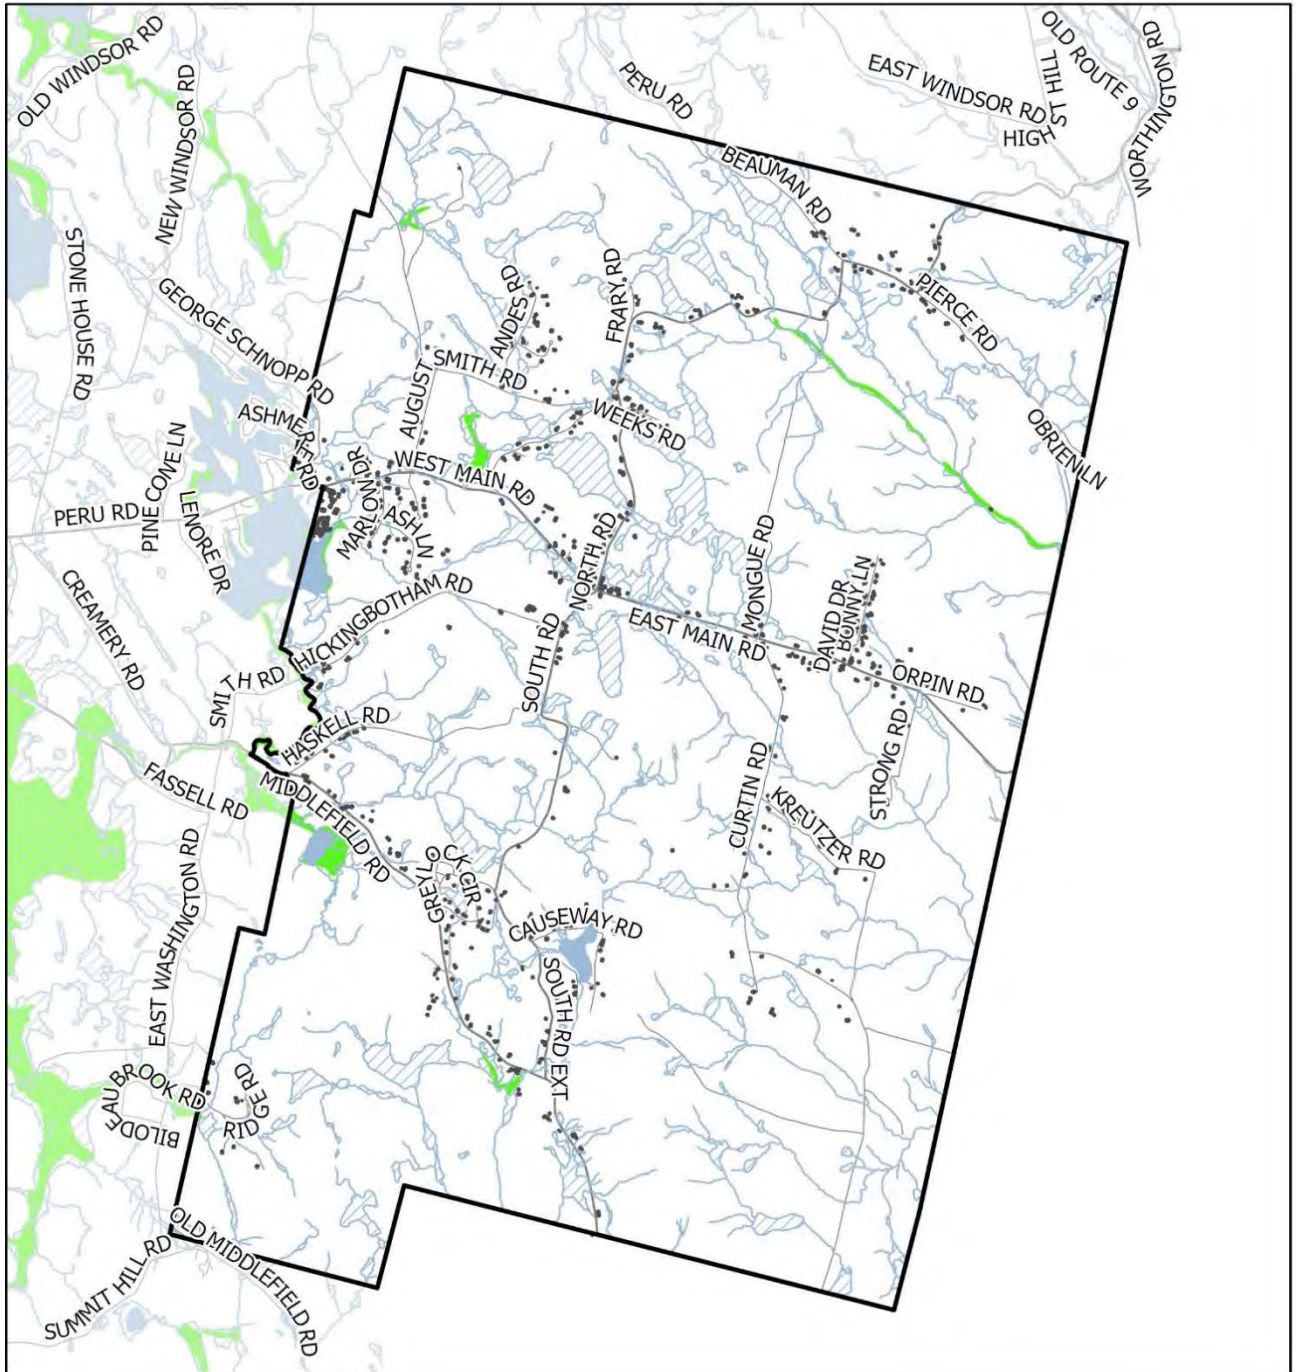 OLD WINDSOR RD
NEW WINDSOR RD
PERU RD
EAST WINDSOR RD
HIGH ST HILL
OLD ROUTE 9
WORTHINGTON RD
BEAUMAN RD
STONE HOUSE RD
GEORGE SCHNOPP RD
ANDES RD
FRARY RD
PIERCE RD
SMITH RD
AUGUST
ASHMERE RD
WEEKS RD
OBRIEN LN
PINE CONE LN
LENORE DR
WEST MAIN RD
MARLOW DR
ASH LN
PERU RD
NORTH RD
MONGUE RD
CREAMERY RD
HICKINGBOTHAM RD
EAST MAIN RD
DAVID DR
BONNY LN
SOUTH RD
ORPIN RD
SMITH RD
HASKELL RD
STRONG RD
FASSELL RD
MIDDLEFIELD RD
CURTIN RD
KREUTZER RD
GREYLOCK CIR
EAST WASHINGTON RD
CAUSEWAY RD
SOUTH RD EXT
BROOK RD
BILODEAU
RIDGE RD
OLD MIDDLEFIELD RD
SUMMIT HILL RD